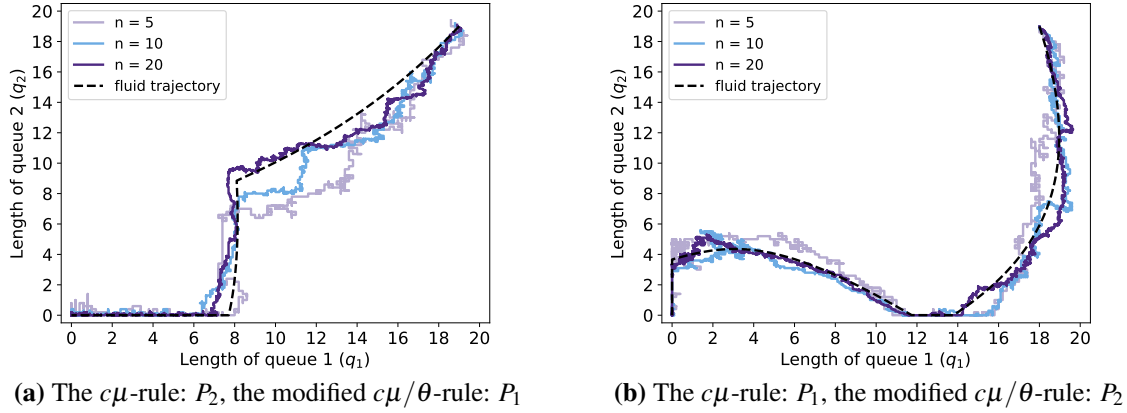 n = 5
n = 10
n = 20
fluid trajectory
Length of queue 2 (q₂)
20
18
16
14
12
10
8
6
4
2
0
0 2 4 6 8 10 12 14 16 18 20
Length of queue 1 (q₁)
(a) The cμ-rule: P₂, the modified cμ/θ-rule: P₁
n = 5
n = 10
n = 20
fluid trajectory
Length of queue 2 (q₂)
20
18
16
14
12
10
8
6
4
2
0
0 2 4 6 8 10 12 14 16 18 20
Length of queue 1 (q₁)
(b) The cμ-rule: P₁, the modified cμ/θ-rule: P₂